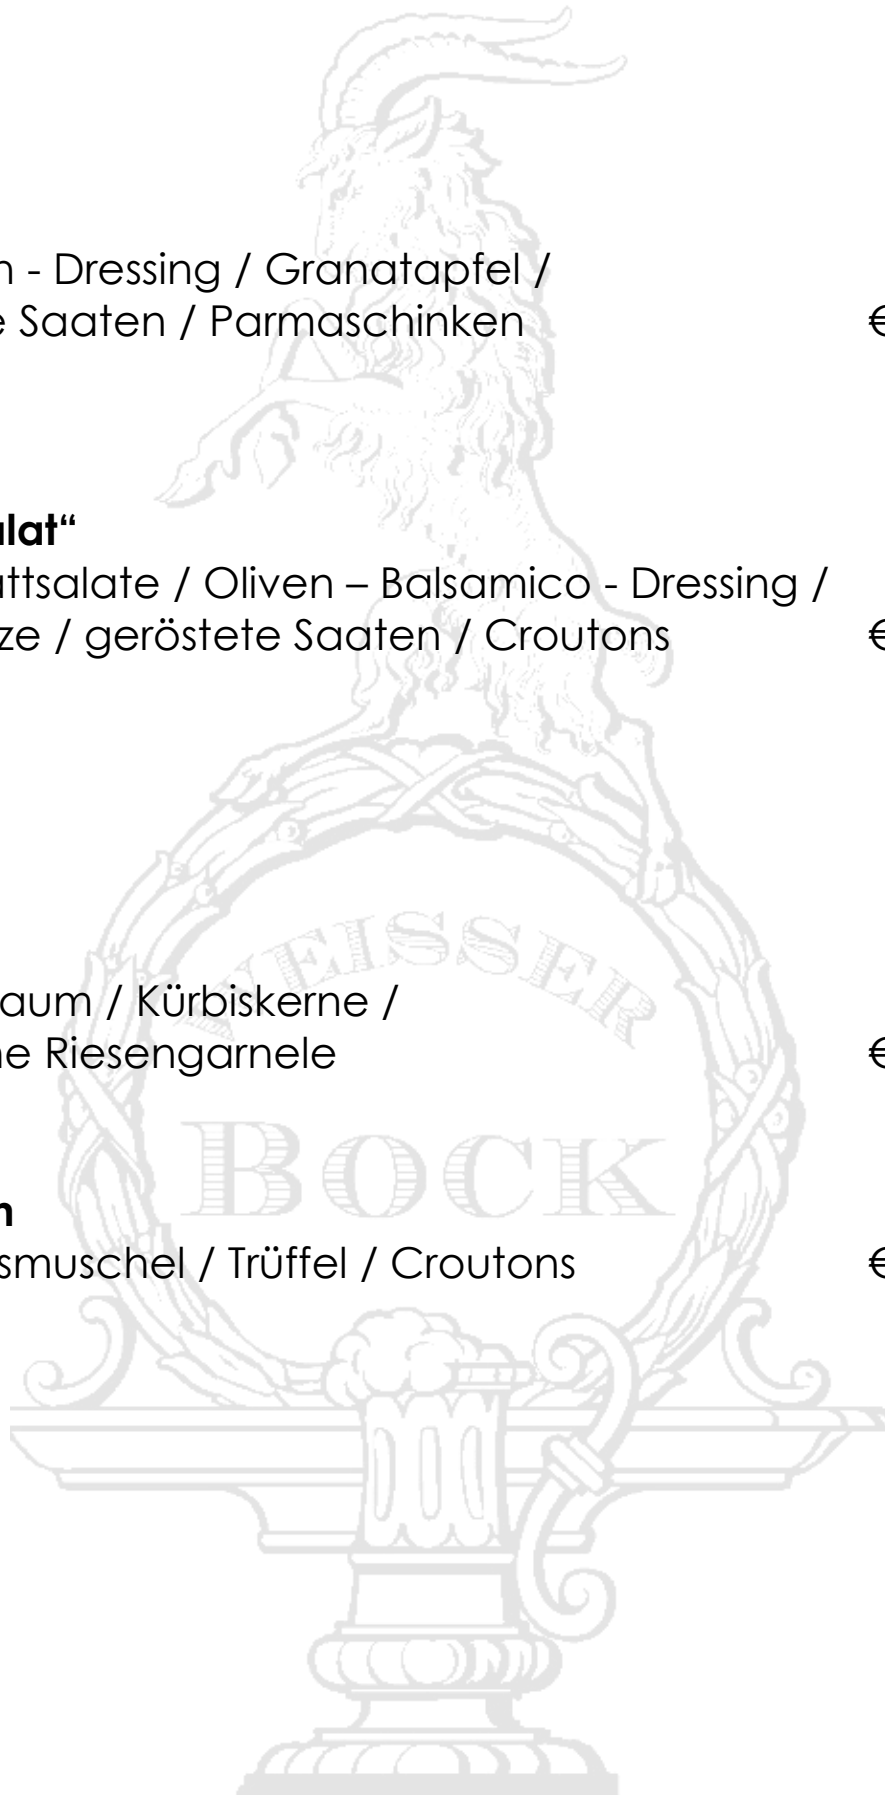 n - Dressing / Granatapfel /
e Saaten / Parmaschinken €
alat“
attsalate / Oliven – Balsamico - Dressing /
ze / geröstete Saaten / Croutons €
WEISSER
aum / Kürbiskerne /
ne Riesengarnele €
BOCK
n
smuschel / Trüffel / Croutons €